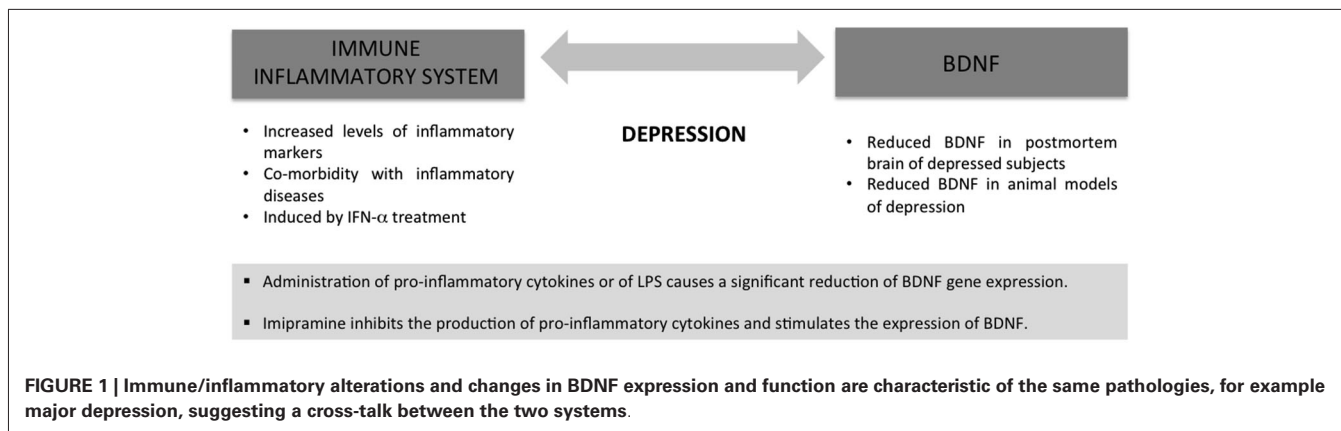 IMMUNE
INFLAMMATORY SYSTEM
BDNF
DEPRESSION
• Increased levels of inflammatory
markers
• Co-morbidity with inflammatory
diseases
• Induced by IFN-α treatment
• Reduced BDNF in postmortem
brain of depressed subjects
• Reduced BDNF in animal models
of depression
▪ Administration of pro-inflammatory cytokines or of LPS causes a significant reduction of BDNF gene expression.
▪ Imipramine inhibits the production of pro-inflammatory cytokines and stimulates the expression of BDNF.
FIGURE 1 | Immune/inflammatory alterations and changes in BDNF expression and function are characteristic of the same pathologies, for example
major depression, suggesting a cross-talk between the two systems.